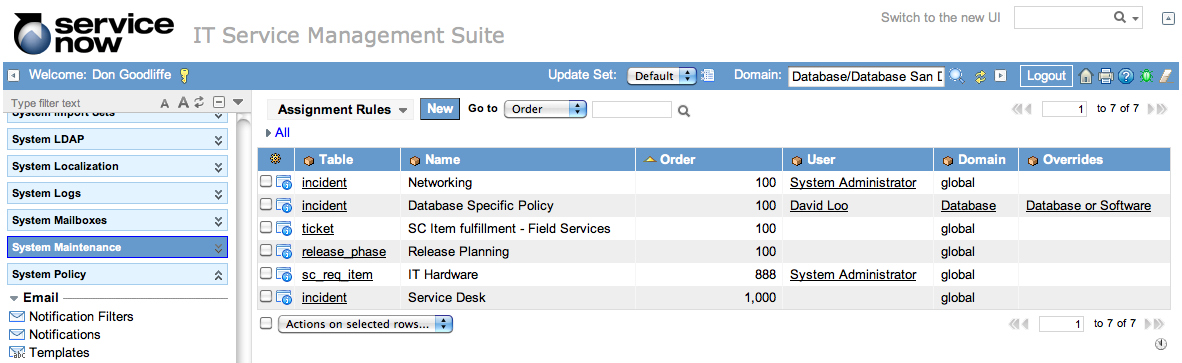 service now IT Service Management Suite Switch to the new UI
Welcome: Don Goodliffe Update Set: Default Domain: Database/Database San D Logout
Type filter text A A
Assignment Rules New Go to Order 1 to 7 of 7
All
System Import Sets
System LDAP
System Localization
System Logs
System Mailboxes
System Maintenance
System Policy
Email
Notification Filters
Notifications
Templates
Table Name Order User Domain Overrides
incident Networking 100 System Administrator global
incident Database Specific Policy 100 David Loo Database Database or Software
ticket SC Item fulfillment - Field Services 100 global
release_phase Release Planning 100 global
sc_req_item IT Hardware 888 System Administrator global
incident Service Desk 1,000 global
Actions on selected rows... 1 to 7 of 7